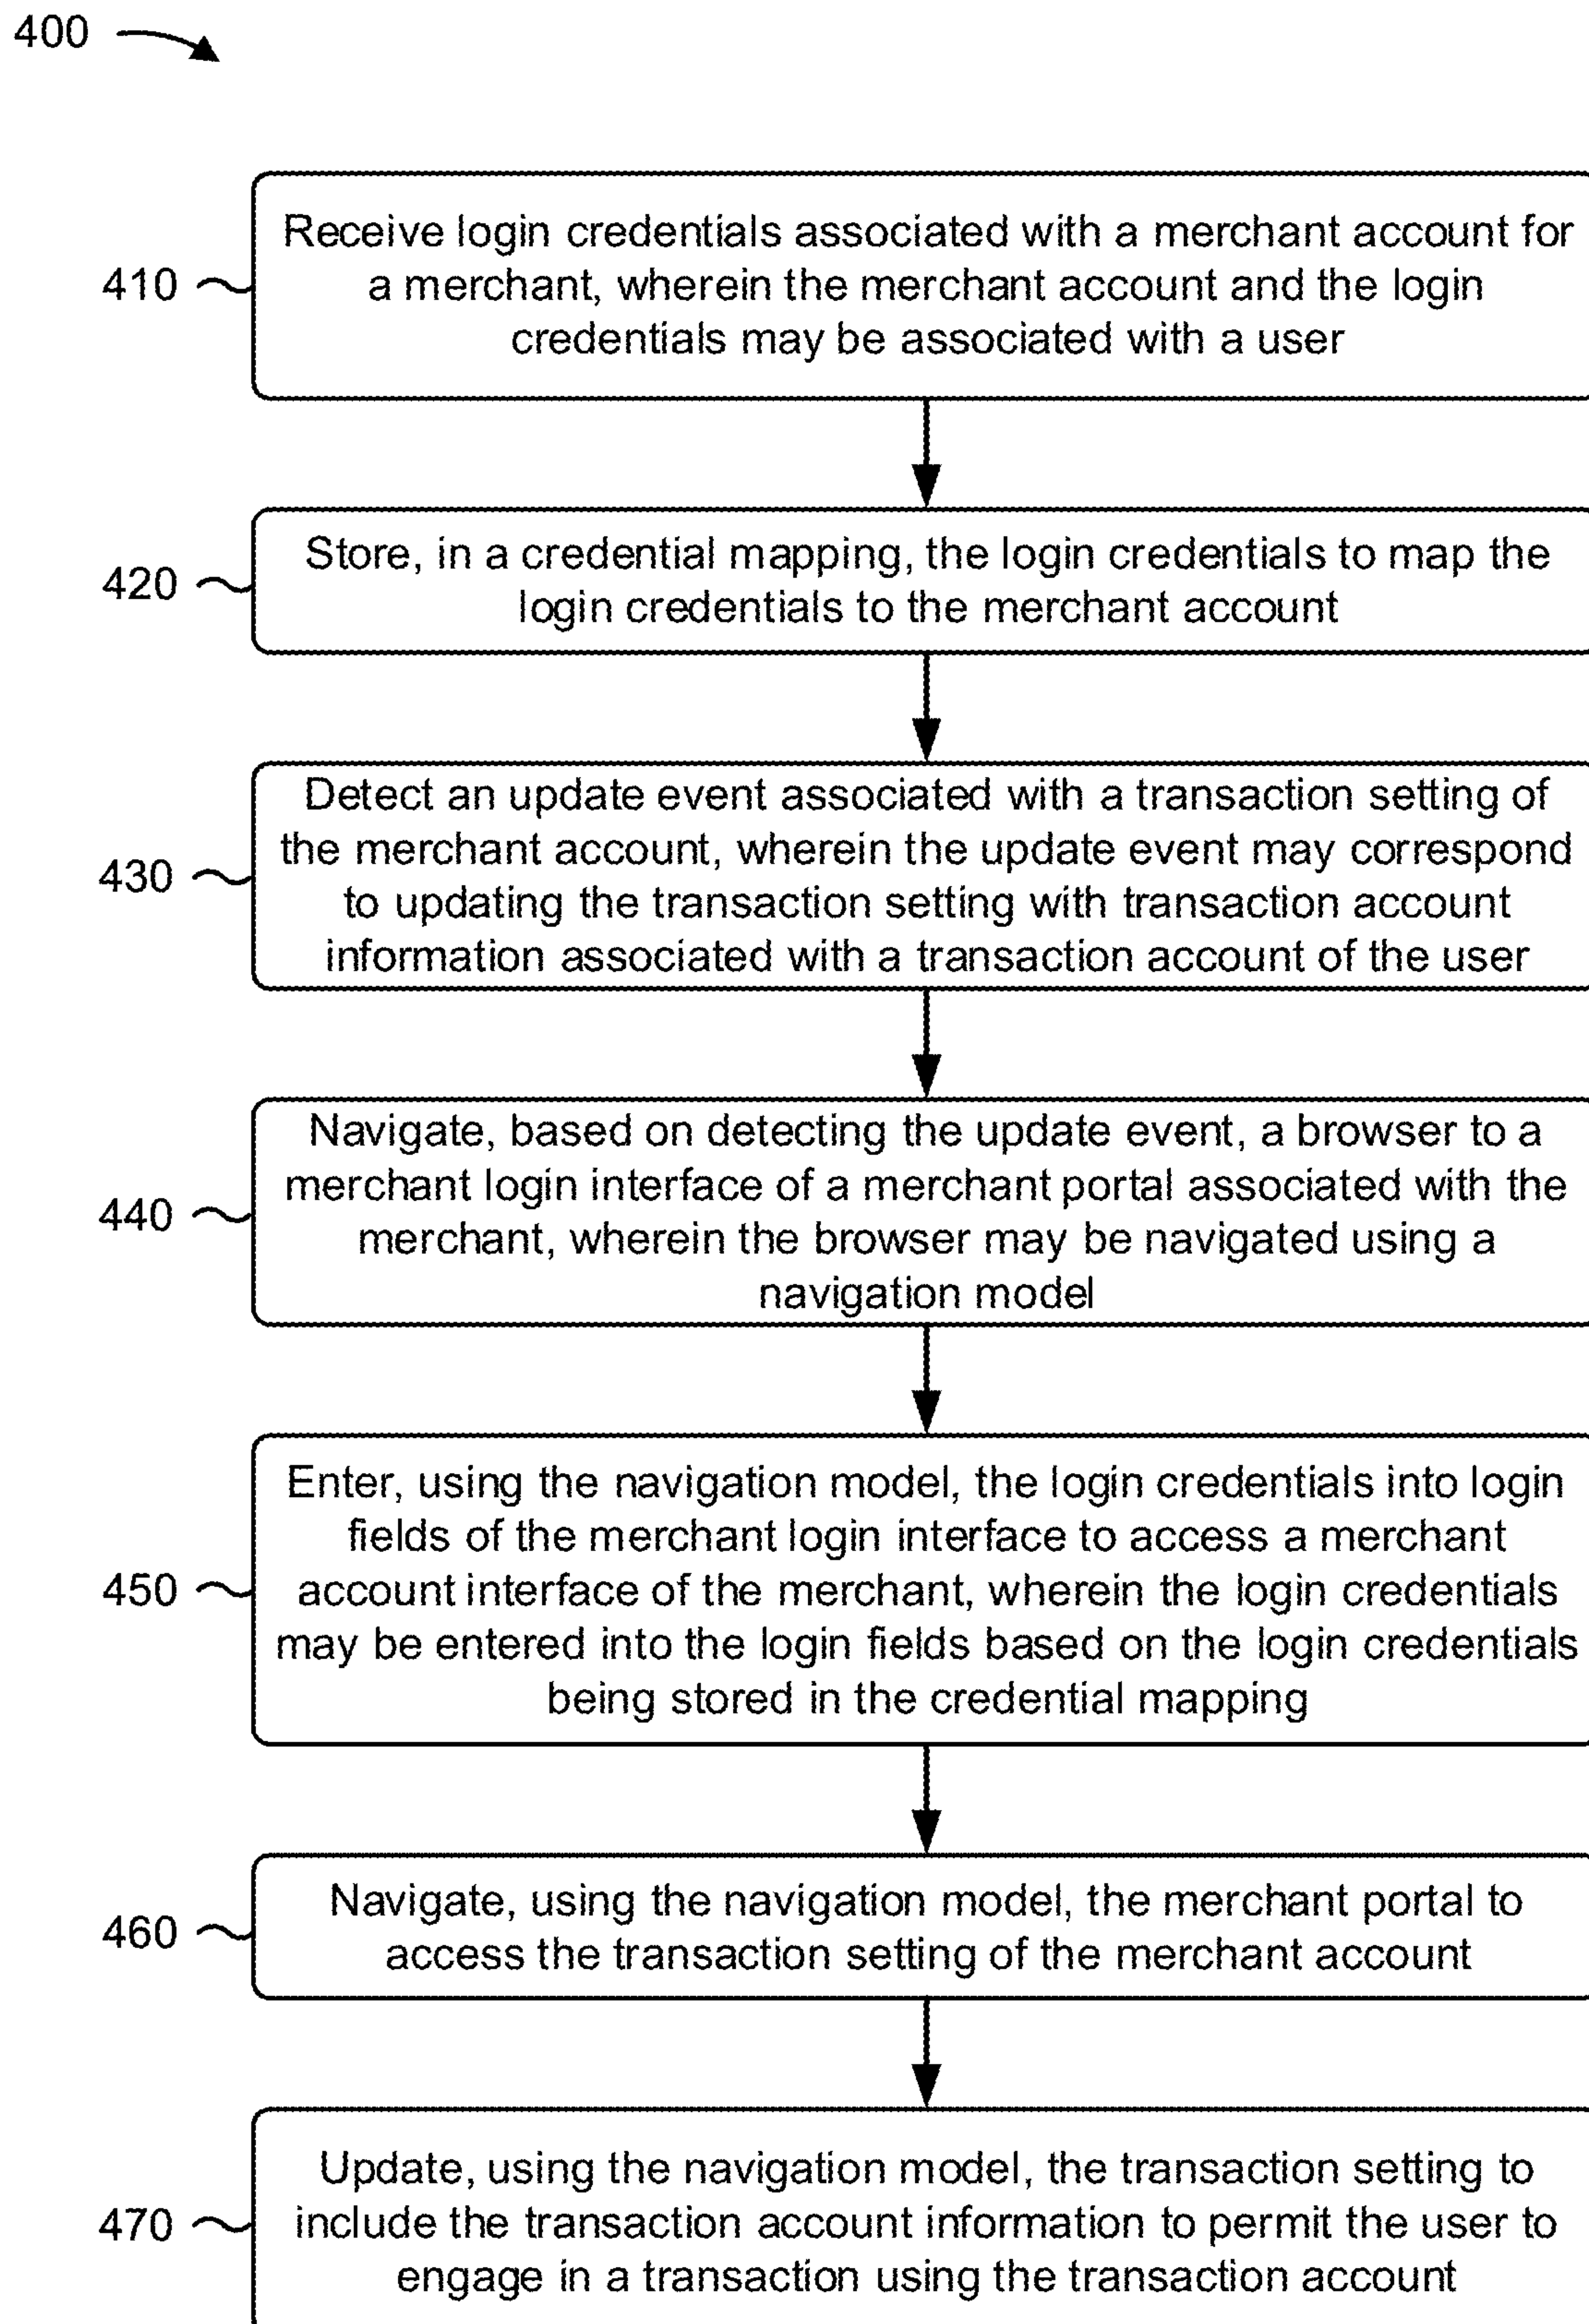 400
410
Receive login credentials associated with a merchant account for
a merchant, wherein the merchant account and the login
credentials may be associated with a user
420
Store, in a credential mapping, the login credentials to map the
login credentials to the merchant account
430
Detect an update event associated with a transaction setting of
the merchant account, wherein the update event may correspond
to updating the transaction setting with transaction account
information associated with a transaction account of the user
440
Navigate, based on detecting the update event, a browser to a
merchant login interface of a merchant portal associated with the
merchant, wherein the browser may be navigated using a
navigation model
450
Enter, using the navigation model, the login credentials into login
fields of the merchant login interface to access a merchant
account interface of the merchant, wherein the login credentials
may be entered into the login fields based on the login credentials
being stored in the credential mapping
460
Navigate, using the navigation model, the merchant portal to
access the transaction setting of the merchant account
470
Update, using the navigation model, the transaction setting to
include the transaction account information to permit the user to
engage in a transaction using the transaction account